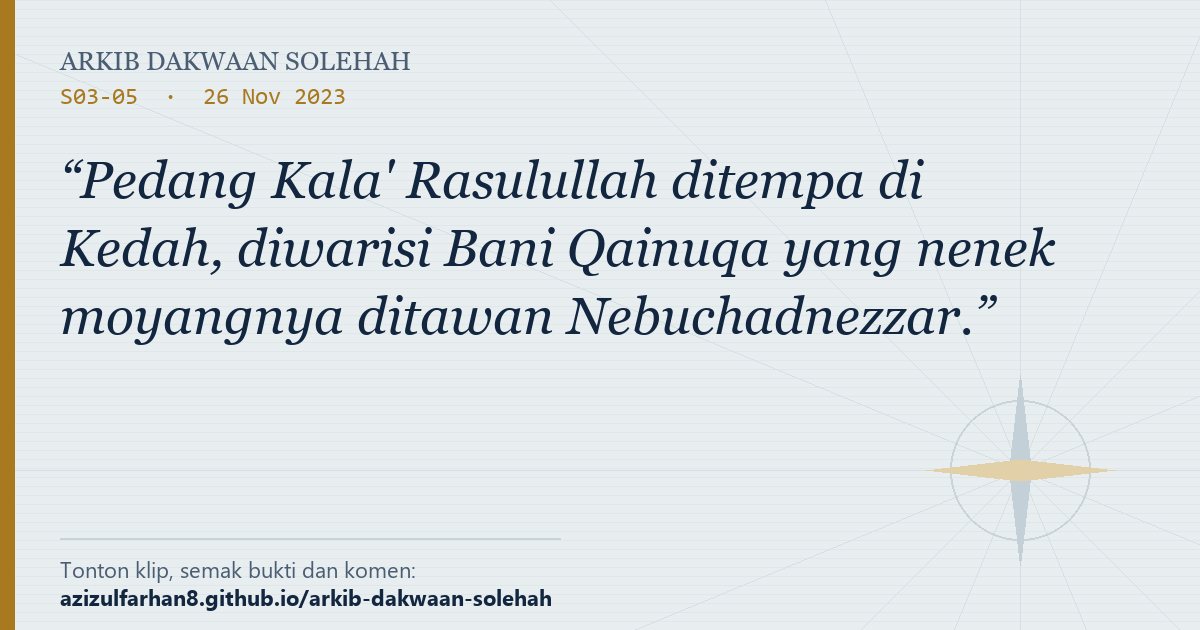 ARKIB DAKWAAN SOLEHAH
S03-05 · 26 Nov 2023
“Pedang Kala' Rasulullah ditempa di
Kedah, diwarisi Bani Qainuqa yang nenek
moyangnya ditawan Nebuchadnezzar.”
Tonton klip, semak bukti dan komen:
azizulfarhan8.github.io/arkib-dakwaan-solehah